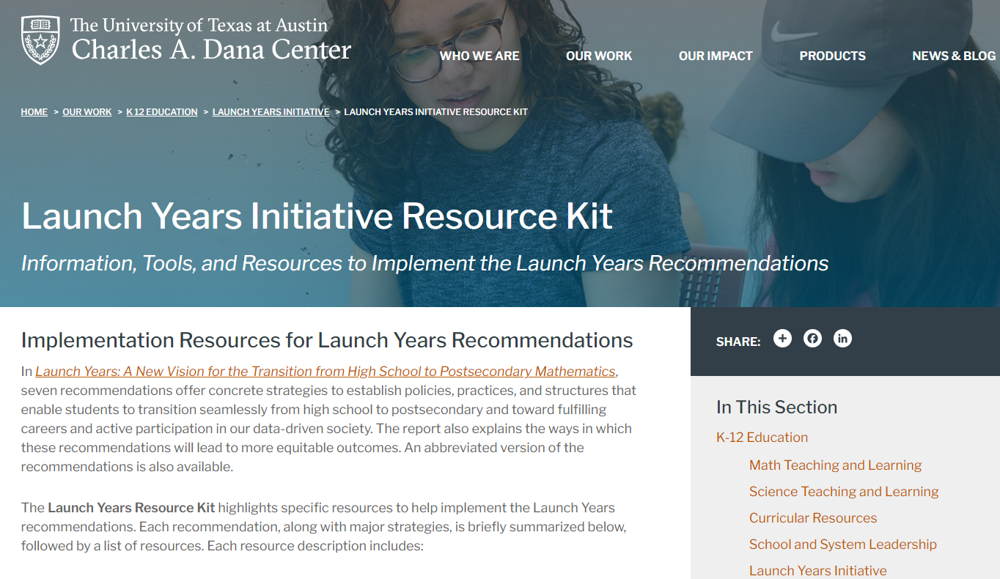 The University of Texas at Austin
Charles A. Dana Center
WHO WE ARE OUR WORK OUR IMPACT PRODUCTS NEWS & BLOG
HOME > OUR WORK > K 12 EDUCATION > LAUNCH YEARS INITIATIVE > LAUNCH YEARS INITIATIVE RESOURCE KIT
Launch Years Initiative Resource Kit
Information, Tools, and Resources to Implement the Launch Years Recommendations
Implementation Resources for Launch Years Recommendations
In Launch Years: A New Vision for the Transition from High School to Postsecondary Mathematics,
seven recommendations offer concrete strategies to establish policies, practices, and structures that
enable students to transition seamlessly from high school to postsecondary and toward fulfilling
careers and active participation in our data-driven society. The report also explains the ways in which
these recommendations will lead to more equitable outcomes. An abbreviated version of the
recommendations is also available.
The Launch Years Resource Kit highlights specific resources to help implement the Launch Years
recommendations. Each recommendation, along with major strategies, is briefly summarized below,
followed by a list of resources. Each resource description includes:
SHARE:
In This Section
K-12 Education
Math Teaching and Learning
Science Teaching and Learning
Curricular Resources
School and System Leadership
Launch Years Initiative